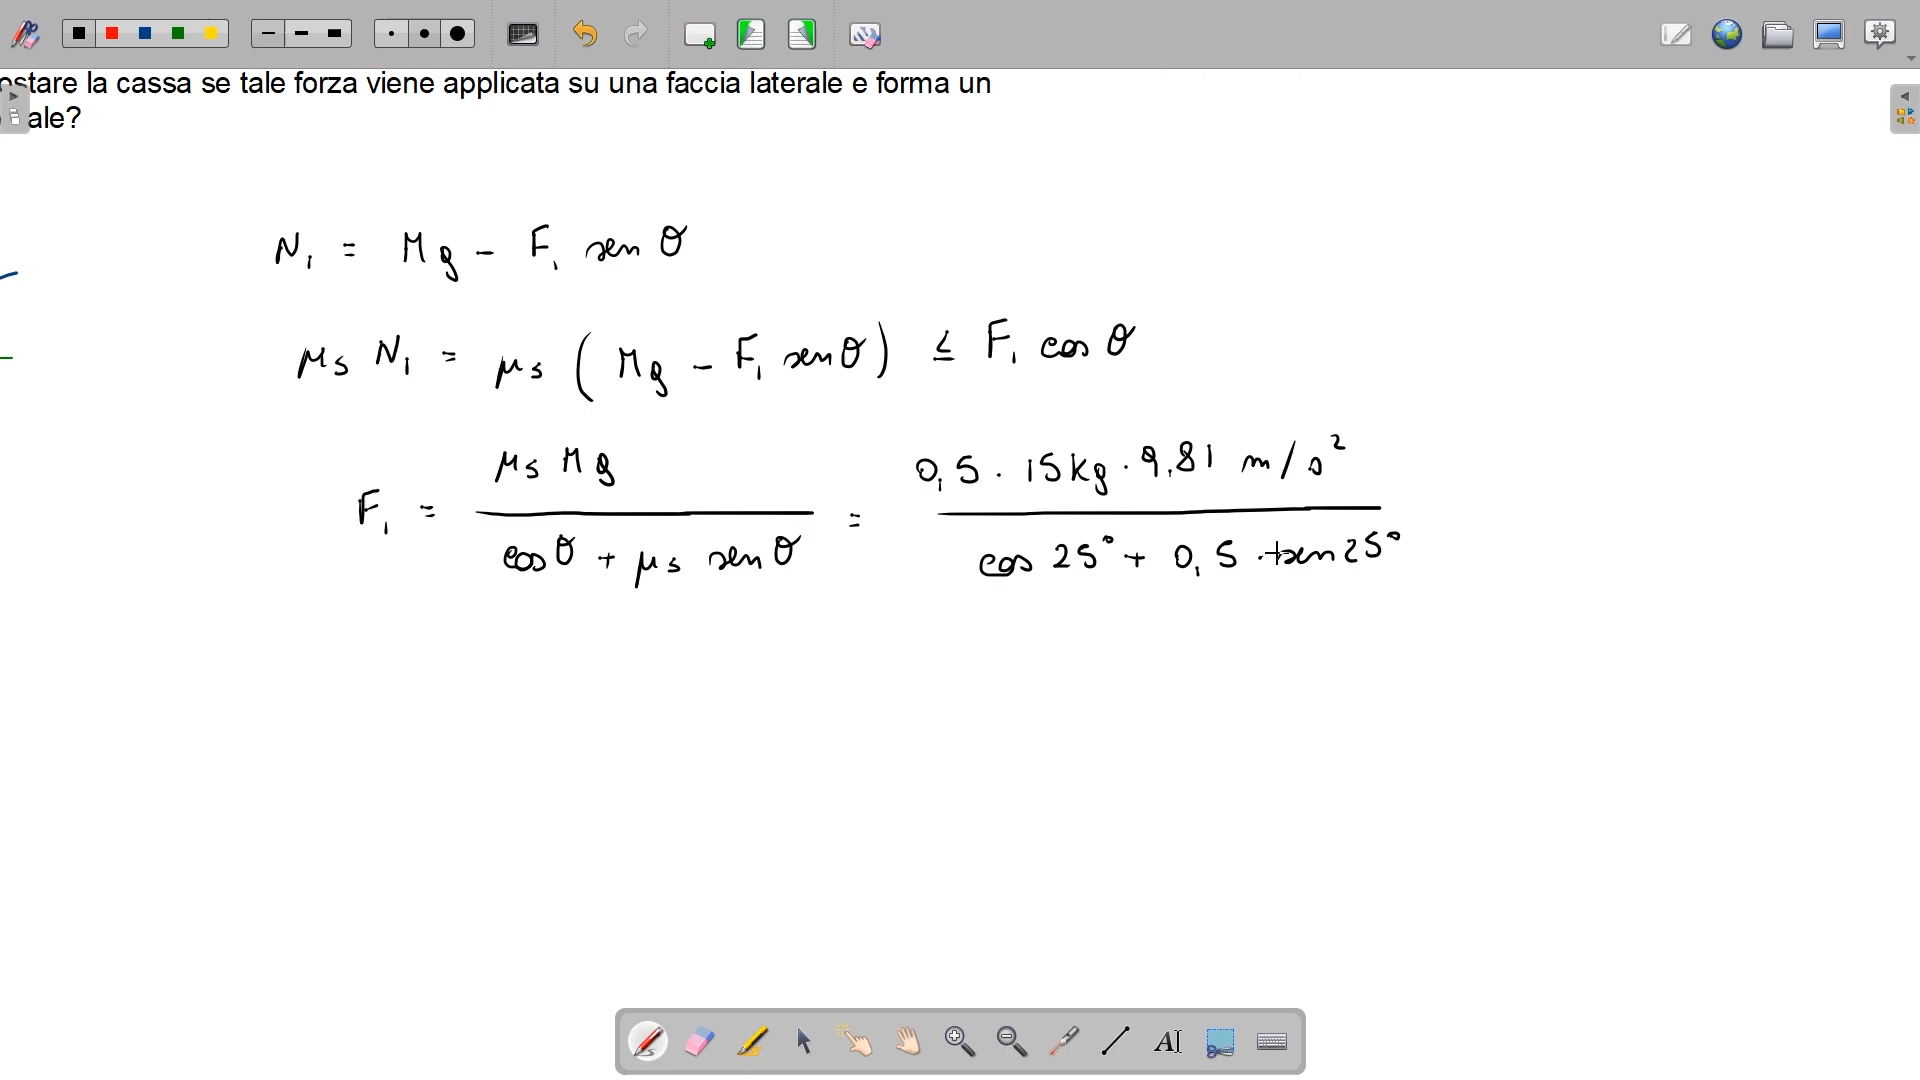 la cassa se tale forza viene applicata su una faccia laterale e forma un
ale?
N₁ = Mg - F₁ sen θ
μs N₁ = μs (Mg - F₁ sen θ) ≤ F₁ cos θ
F₁ = μs Mg / (cos θ + μs sen θ) = 0,5 · 15 kg · 9.81 m/s² / (cos 25° + 0,5 · sen 25°)